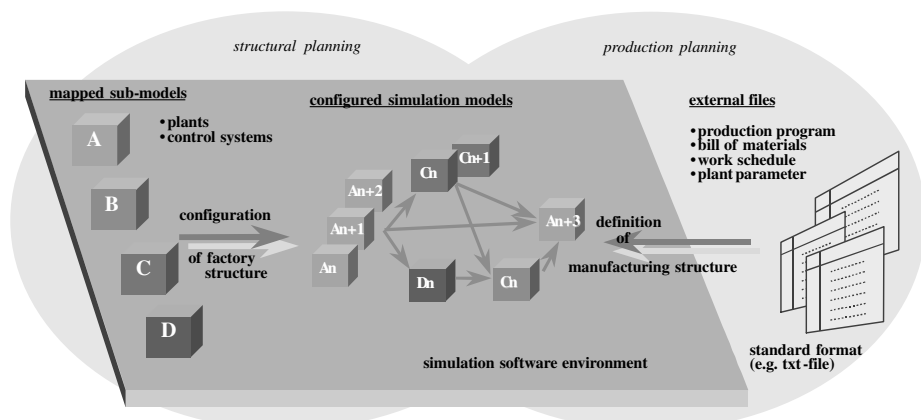 structural planning
production planning
mapped sub-models
•plants
•control systems
A
B
C
D
configuration
of factory
structure
configured simulation models
Cn+1
Cn
An+2
An+1
An
An+3
Dn
Cn
simulation software environment
definition
of
manufacturing structure
external files
•production program
•bill of materials
•work schedule
•plant parameter
standard format
(e.g. txt-file)